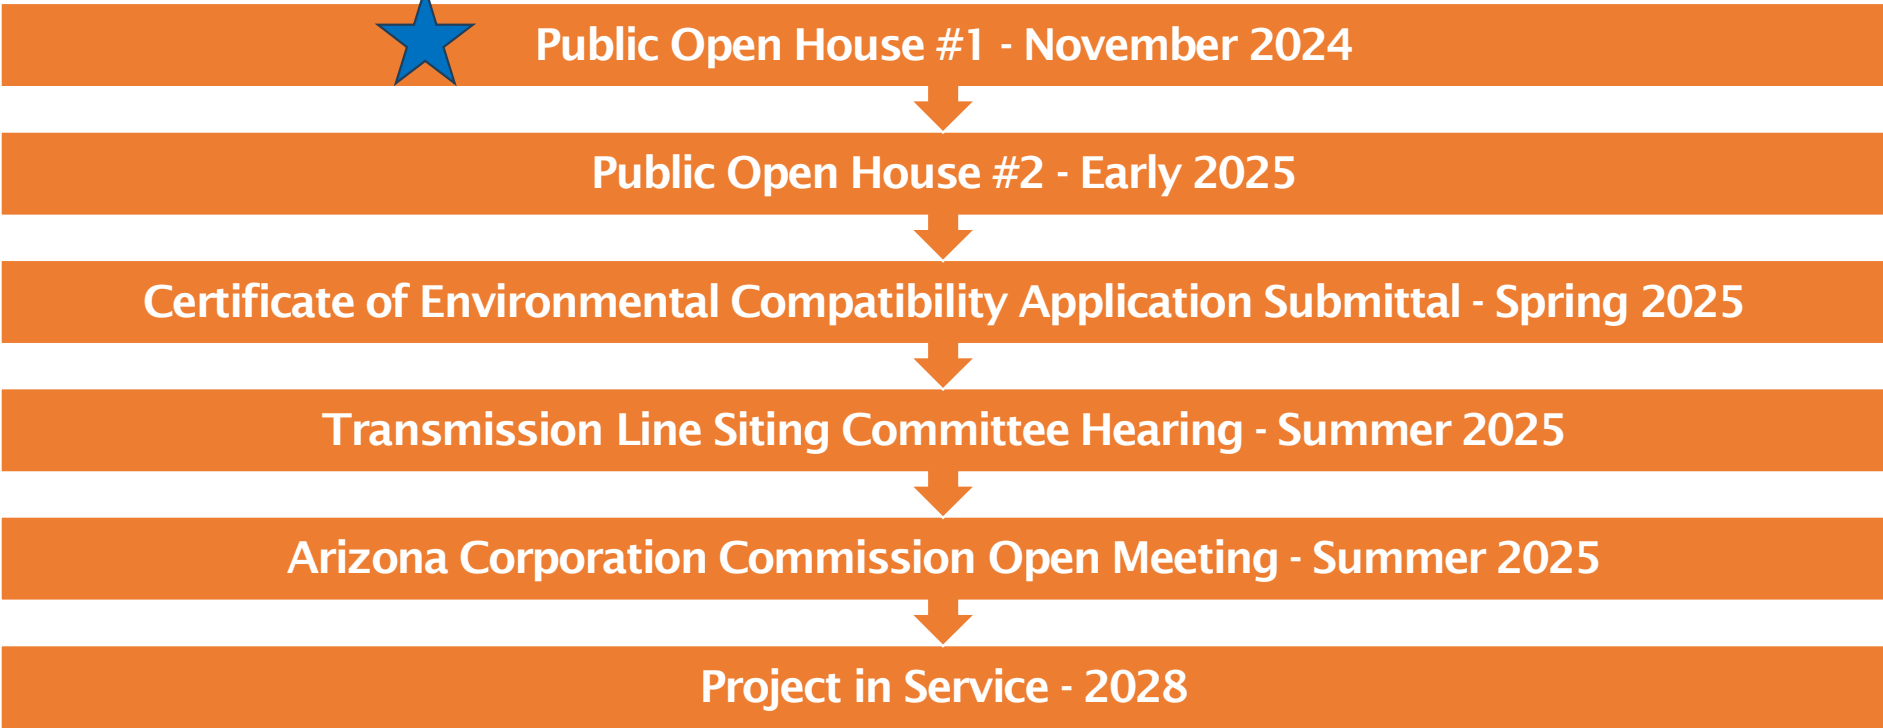 Public Open House #1 - November 2024
Public Open House #2 - Early 2025
Certificate of Environmental Compatibility Application Submittal - Spring 2025
Transmission Line Siting Committee Hearing - Summer 2025
Arizona Corporation Commission Open Meeting - Summer 2025
Project in Service - 2028